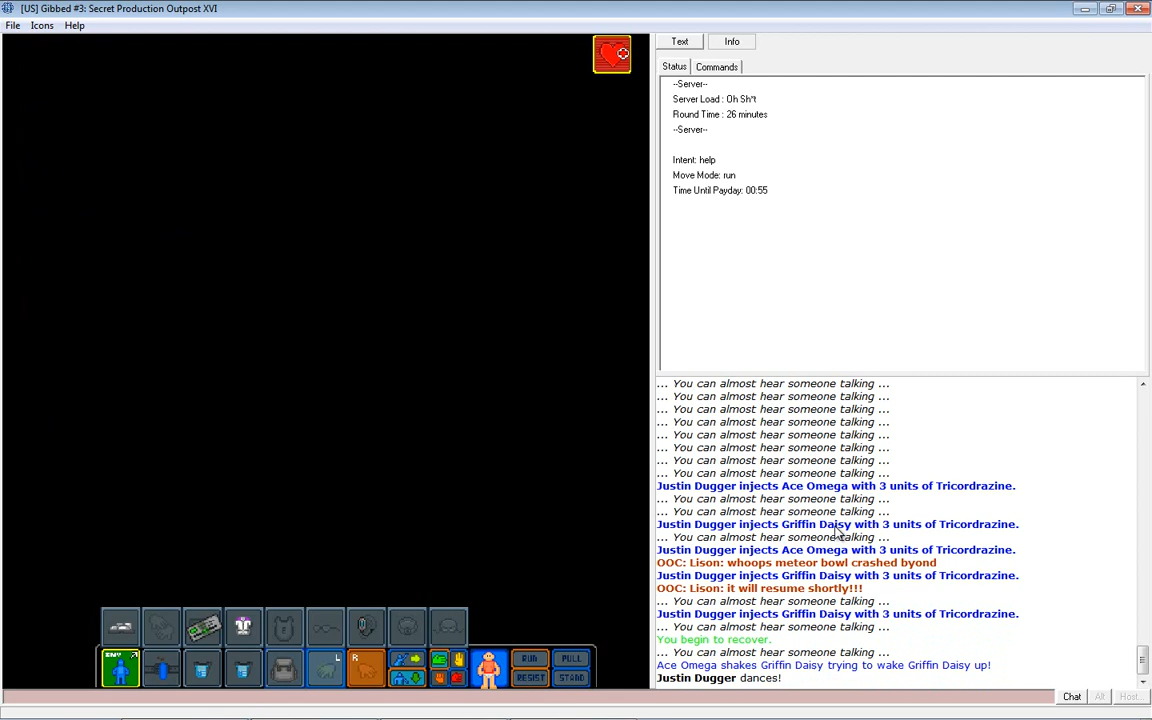 [US] Gibbed #3: Secret Production Outpost XVI
File Icons Help
Text Info
Status Commands
--Server--
Server Load : Oh Sh*t
Round Time : 26 minutes
--Server--
Intent: help
Move Mode: run
Time Until Payday: 00:55
... You can almost hear someone talking ...
... You can almost hear someone talking ...
... You can almost hear someone talking ...
... You can almost hear someone talking ...
... You can almost hear someone talking ...
... You can almost hear someone talking ...
... You can almost hear someone talking ...
... You can almost hear someone talking ...
Justin Dugger injects Ace Omega with 3 units of Tricordrazine.
... You can almost hear someone talking ...
... You can almost hear someone talking ...
Justin Dugger injects Griffin Daisy with 3 units of Tricordrazine.
... You can almost hear someone talking ...
Justin Dugger injects Ace Omega with 3 units of Tricordrazine.
OOC: Lison: whoops meteor bowl crashed byond
Justin Dugger injects Griffin Daisy with 3 units of Tricordrazine.
OOC: Lison: it will resume shortly!!!
... You can almost hear someone talking ...
Justin Dugger injects Griffin Daisy with 3 units of Tricordrazine.
... You can almost hear someone talking ...
You begin to recover.
... You can almost hear someone talking ...
Ace Omega shakes Griffin Daisy trying to wake Griffin Daisy up!
Justin Dugger dances!
L R
RUN PULL
RESIST STAND
Chat Alt Host